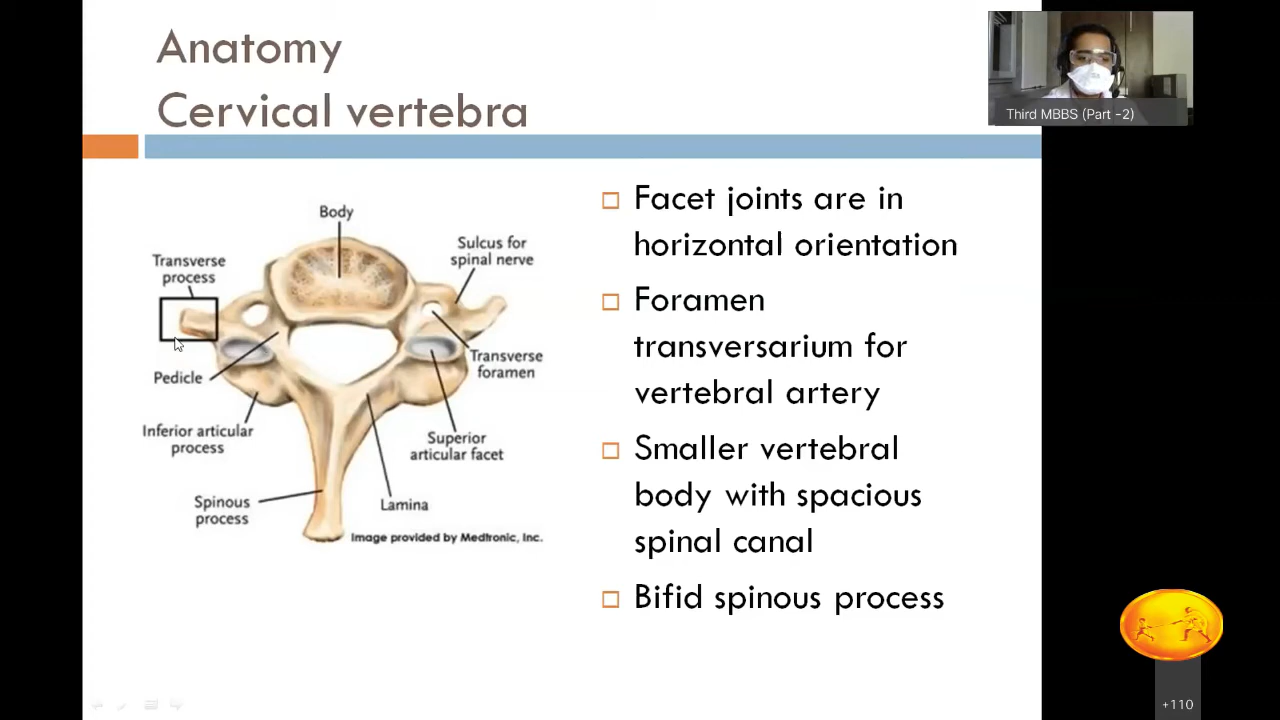 Anatomy
Cervical vertebra
Third MBBS (Part -2)
Body
Sulcus for
spinal nerve
Transverse
process
Pedicle
Transverse
foramen
Inferior articular
process
Superior
articular facet
Spinous
process
Lamina
Image provided by Medtronic, Inc.
Facet joints are in
horizontal orientation
Foramen
transversarium for
vertebral artery
Smaller vertebral
body with spacious
spinal canal
Bifid spinous process
+110